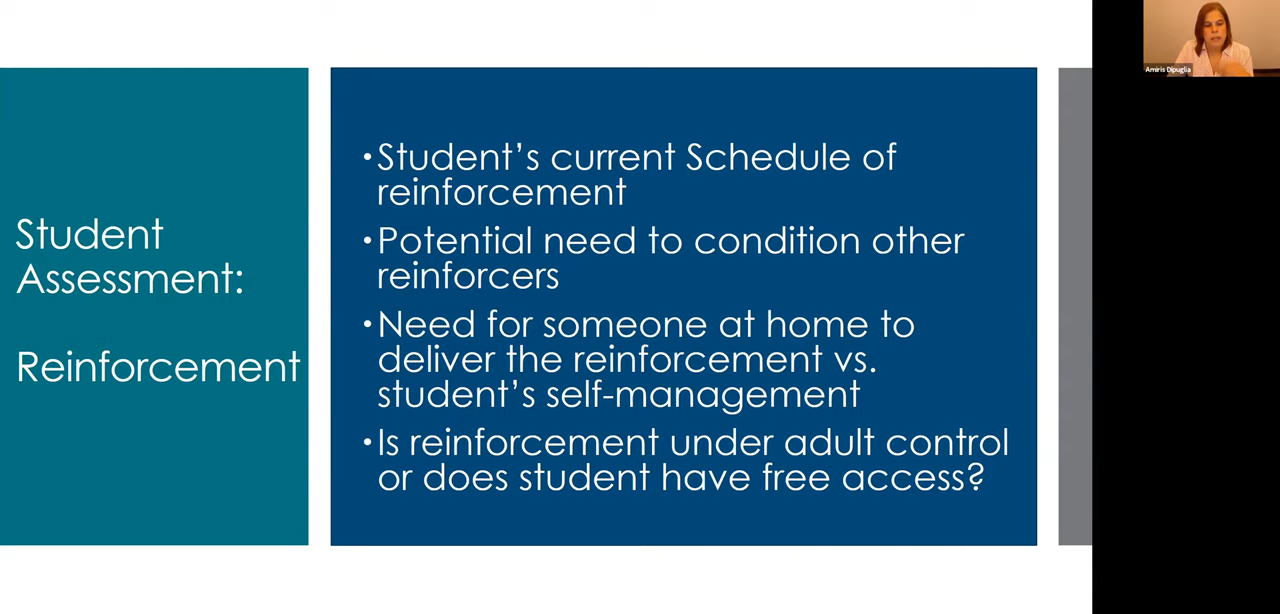 Student
Assessment:
Reinforcement
•Student’s current Schedule of
reinforcement
•Potential need to condition other
reinforcers
•Need for someone at home to
deliver the reinforcement vs.
student’s self-management
•Is reinforcement under adult control
or does student have free access?
Amiris Dipuglia